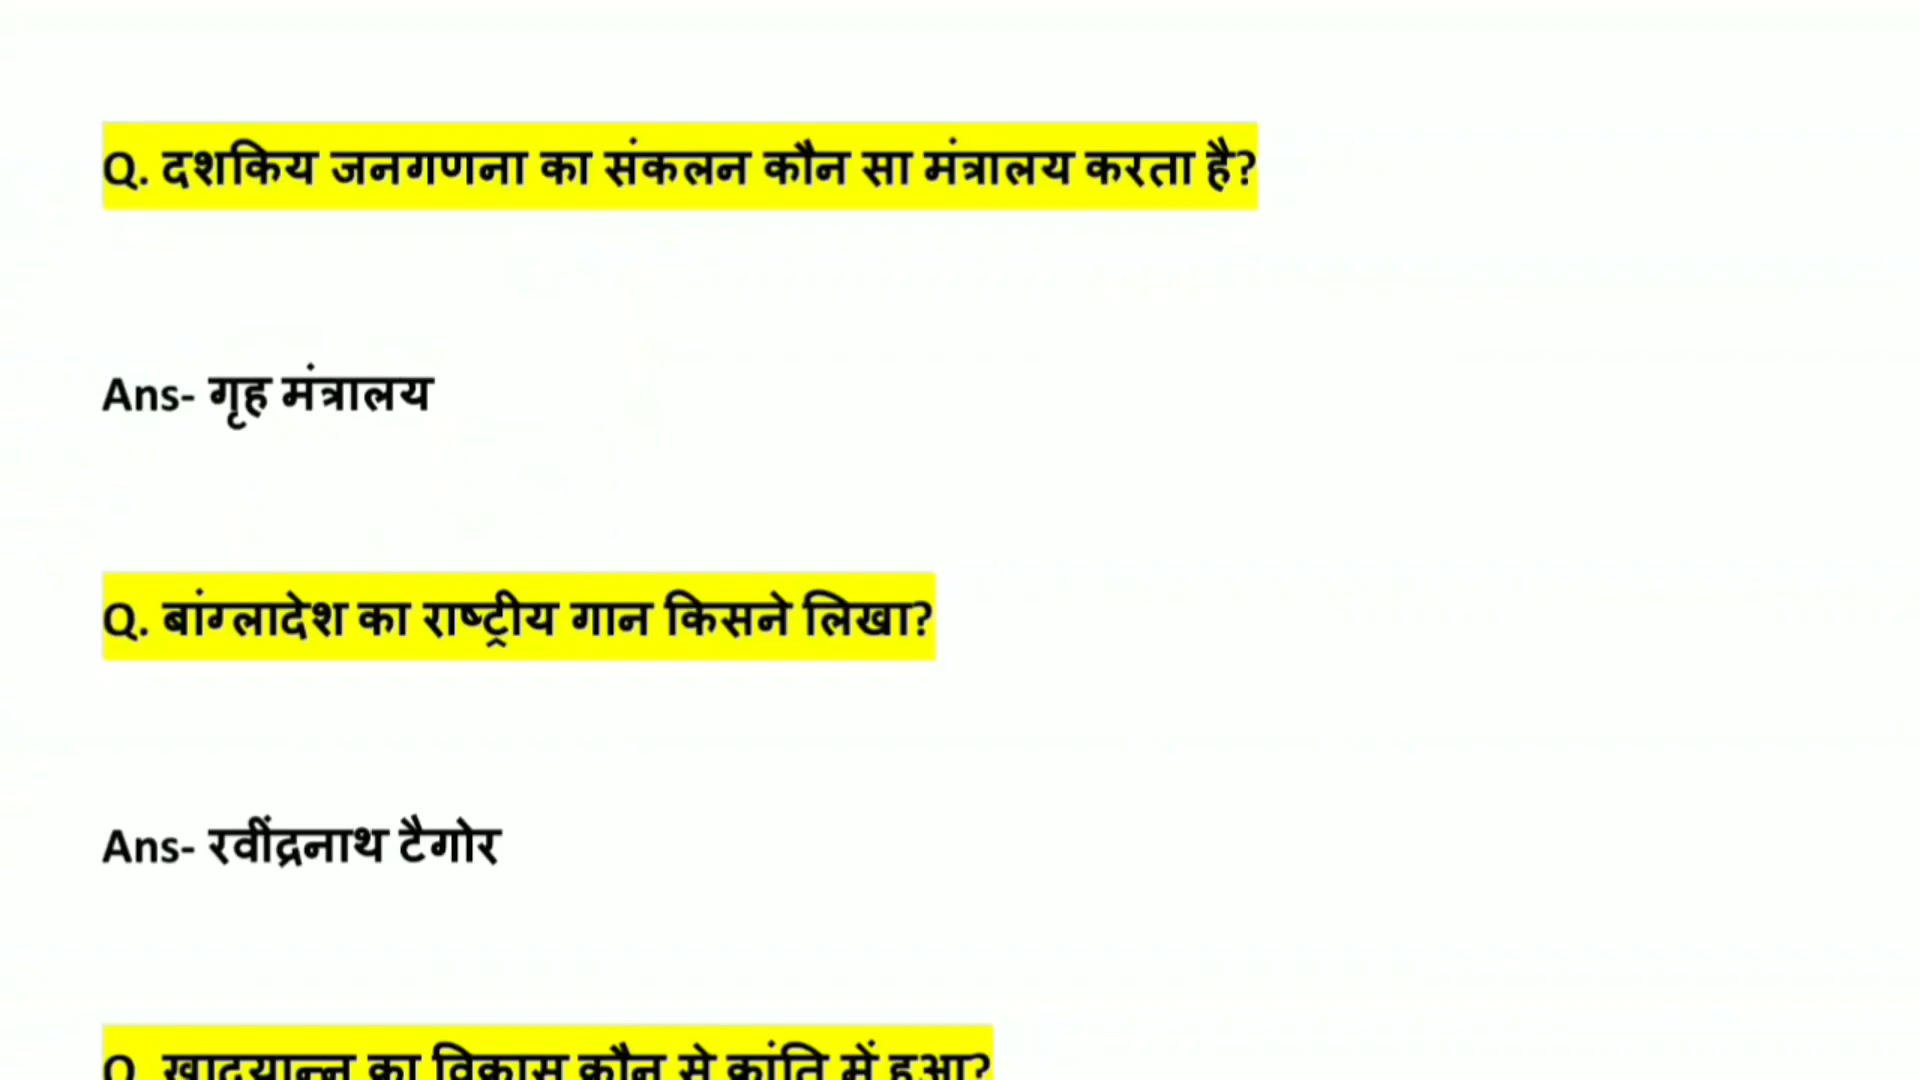 Q. दशकिय जनगणना का संकलन कौन सा मंत्रालय करता है?
Ans- गृह मंत्रालय
Q. बांग्लादेश का राष्ट्रीय गान किसने लिखा?
Ans- रवींद्रनाथ टैगोर
Q. खाद्यान्न का विकास कौन से क्रांति में हुआ?